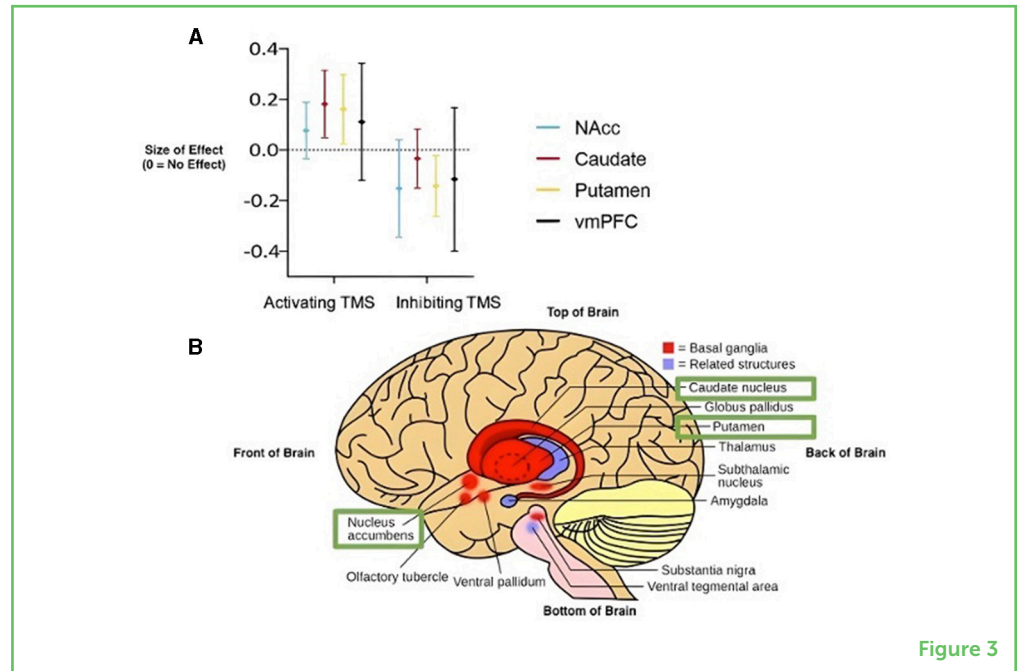 A
0.4
0.2
0.0
-0.2
-0.4
Size of Effect
(0 = No Effect)
Activating TMS
Inhibiting TMS
NAcc
Caudate
Putamen
vmPFC
B
Top of Brain
= Basal ganglia
= Related structures
Caudate nucleus
Globus pallidus
Putamen
Thalamus
Subthalamic
nucleus
Amygdala
Front of Brain
Back of Brain
Nucleus
accumbens
Olfactory tubercle
Ventral pallidum
Substantia nigra
Ventral tegmental area
Bottom of Brain
Figure 3